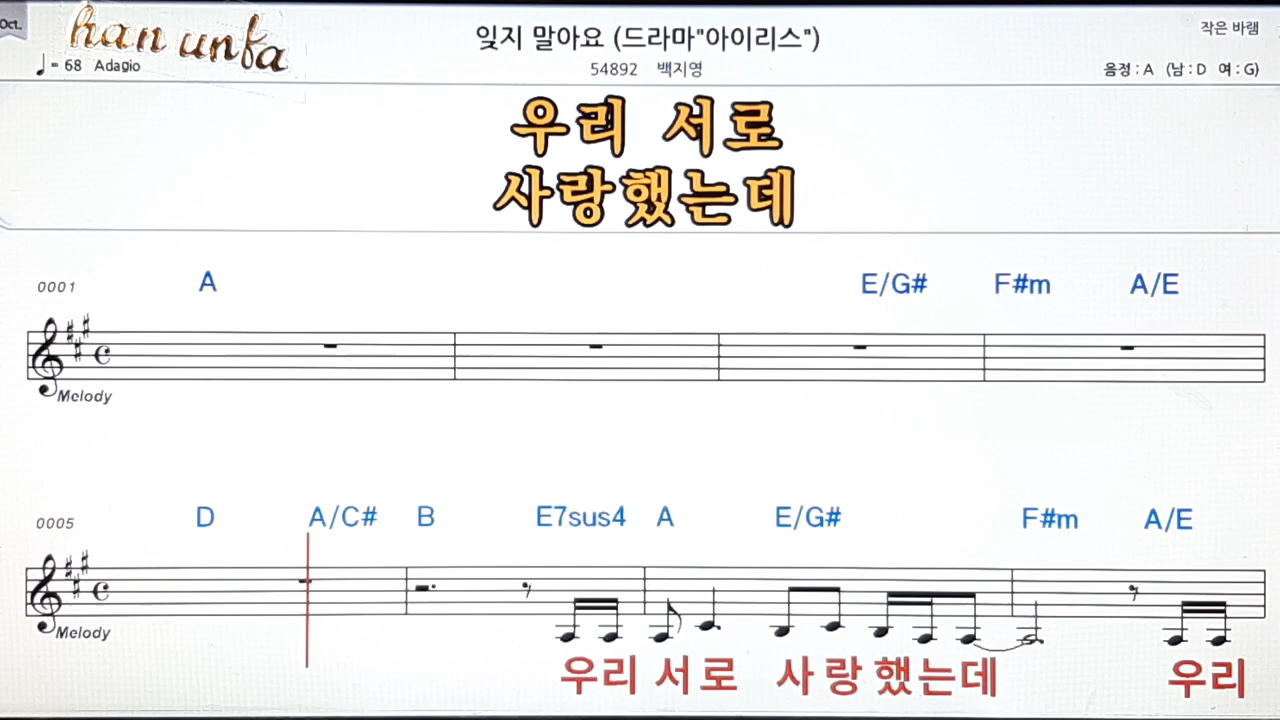 Oct.
han unfa
♩= 68 Adagio
잊지 말아요 (드라마"아이리스")
54892 백지영
작은 바램
음정 : A (남 : D 여 : G)
우리 서로
사랑했는데
0001 A E/G# F#m A/E
Melody
0005 D A/C# B E7sus4 A E/G# F#m A/E
Melody
우리 서로 사랑했는데 우리